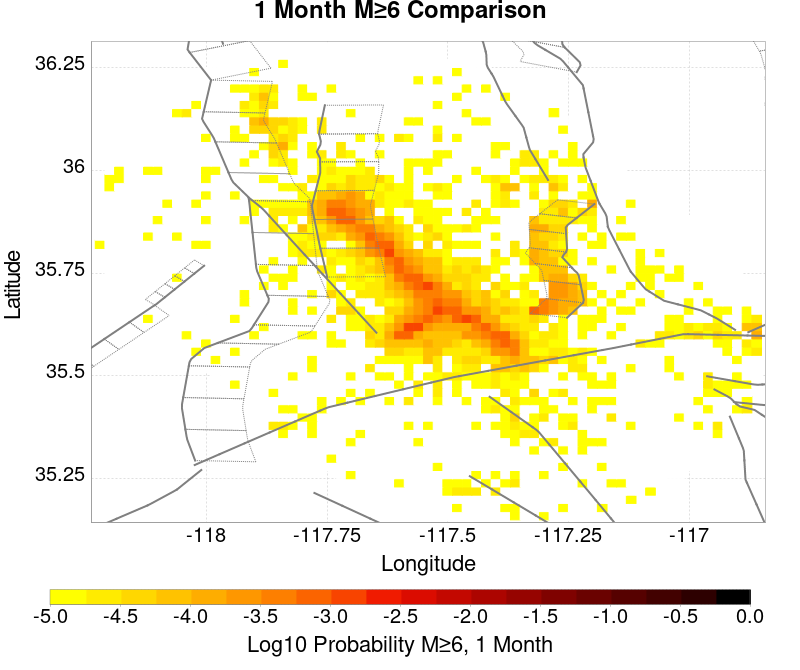 1 Month M≥6 Comparison
36.25
36
35.75
35.5
35.25
Latitude
-118 -117.75 -117.5 -117.25 -117
Longitude
-5.0 -4.5 -4.0 -3.5 -3.0 -2.5 -2.0 -1.5 -1.0 -0.5 0.0
Log10 Probability M≥6, 1 Month